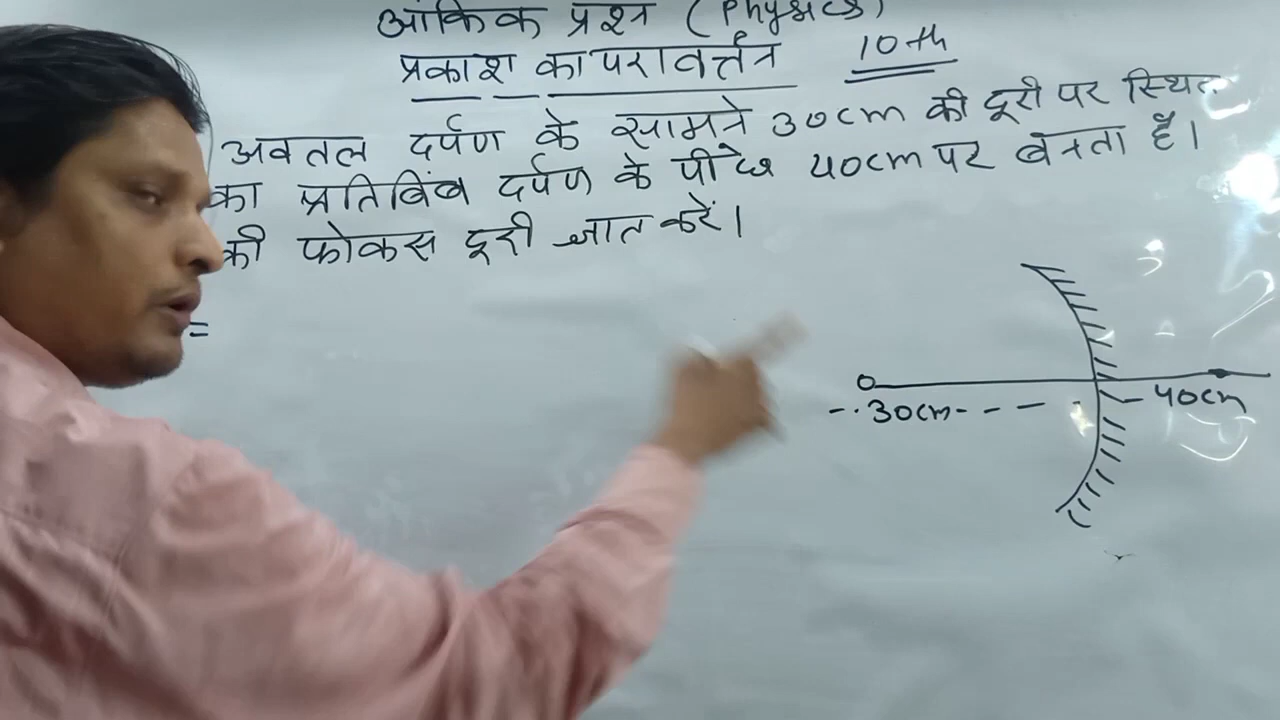 आंकिक प्रश्न (Physics)
प्रकाश का परावर्त्तन 10th
अवतल दर्पण के सामने 30cm की दूरी पर स्थित
का प्रतिबिंब दर्पण के पीछे 40cm पर बनता है।
की फोकस दूरी ज्ञात करें।
=
O
30cm
40cm